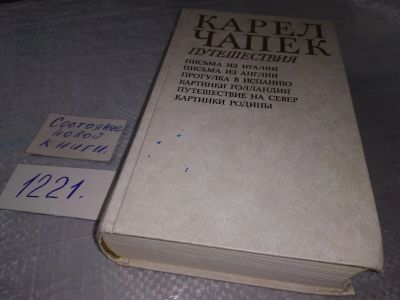 КАРЕЛ
ЧАПЕК
ПУТЕШЕСТВИЯ
ПИСЬМА ИЗ ИТАЛИИ
ПИСЬМА ИЗ АНГЛИИ
ПРОГУЛКА В ИСПАНИЮ
КАРТИНКИ ГОЛЛАНДИИ
ПУТЕШЕСТВИЕ НА СЕВЕР
КАРТИНКИ РОДИНЫ
Состояние
новой
книги.
1221.